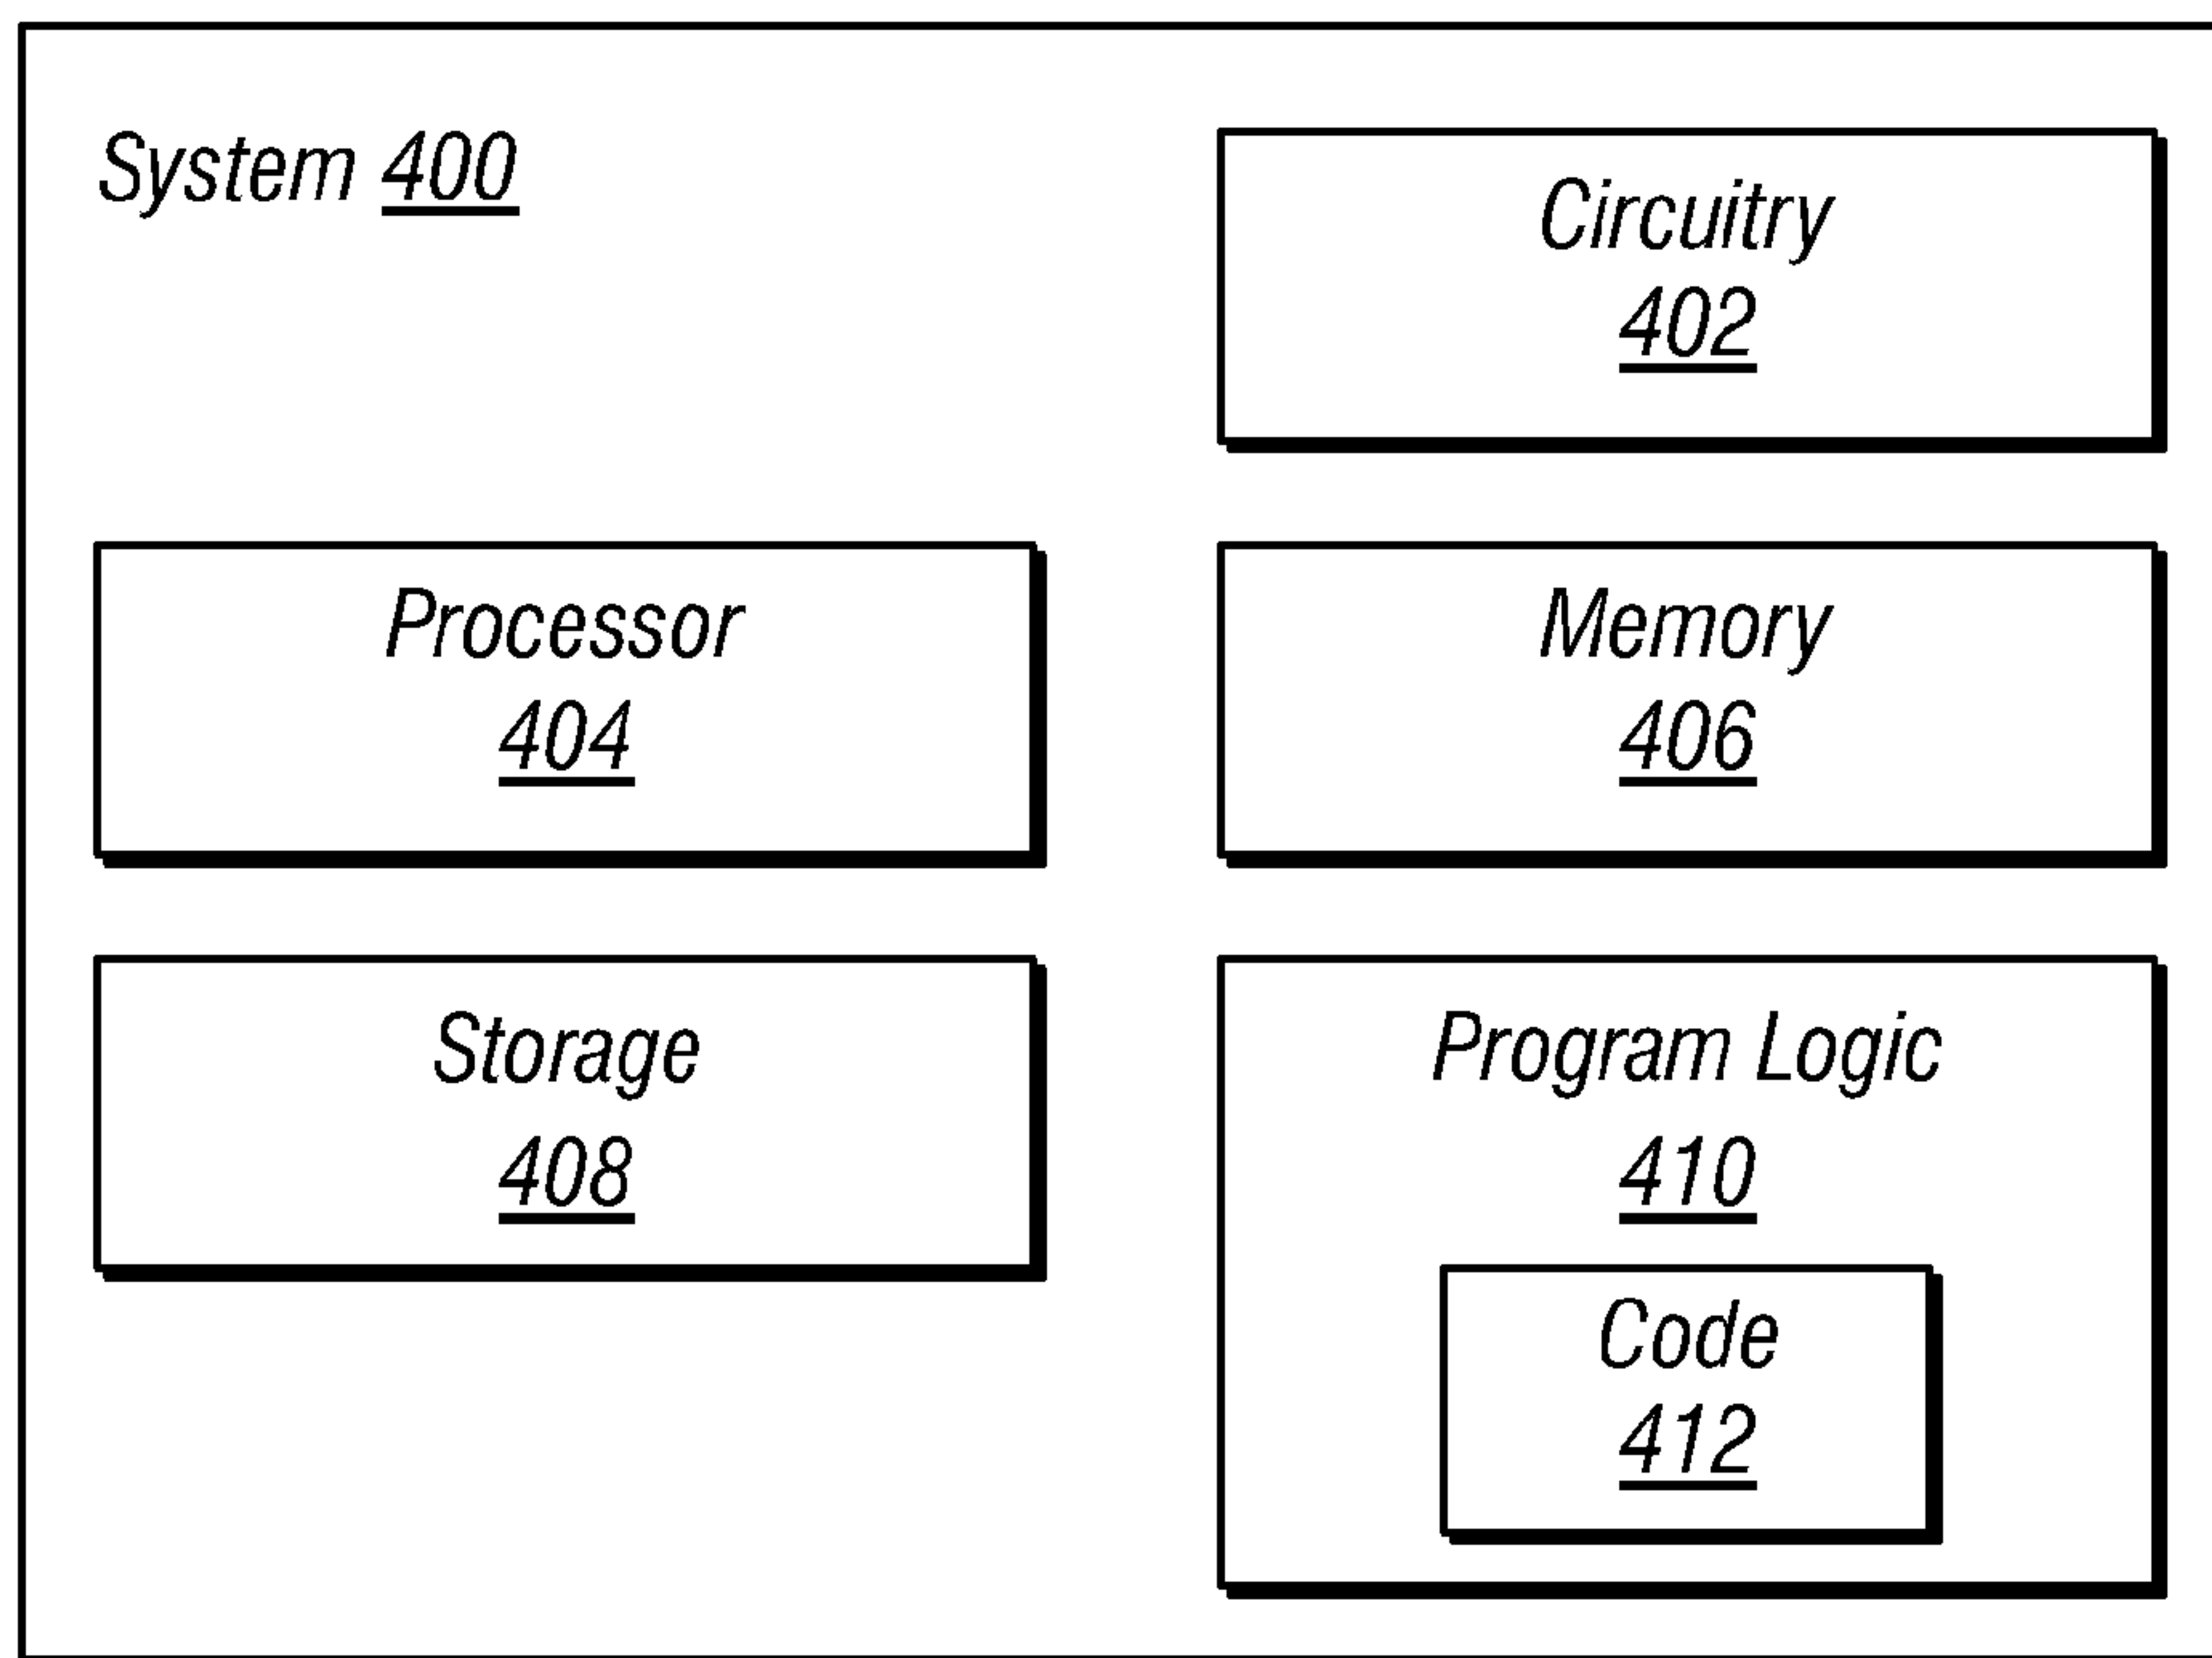 System 400
Circuitry
402
Processor
404
Memory
406
Storage
408
Program Logic
410
Code
412